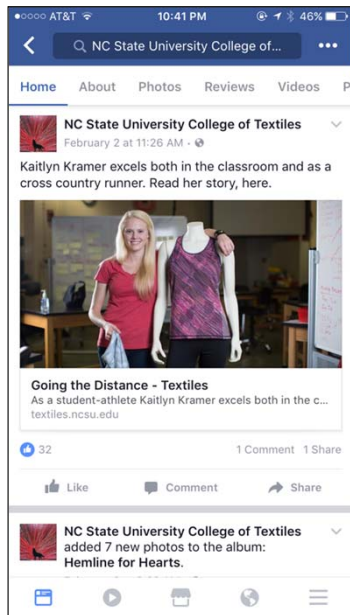 AT&T 10:41 PM 46%
NC State University College of...
Home About Photos Reviews Videos P
NC State University College of Textiles
February 2 at 11:26 AM •
Kaitlyn Kramer excels both in the classroom and as a
cross country runner. Read her story, here.
Going the Distance - Textiles
As a student-athlete Kaitlyn Kramer excels both in the c...
textiles.ncsu.edu
32 1 Comment 1 Share
Like Comment Share
NC State University College of Textiles
added 7 new photos to the album:
Hemline for Hearts.